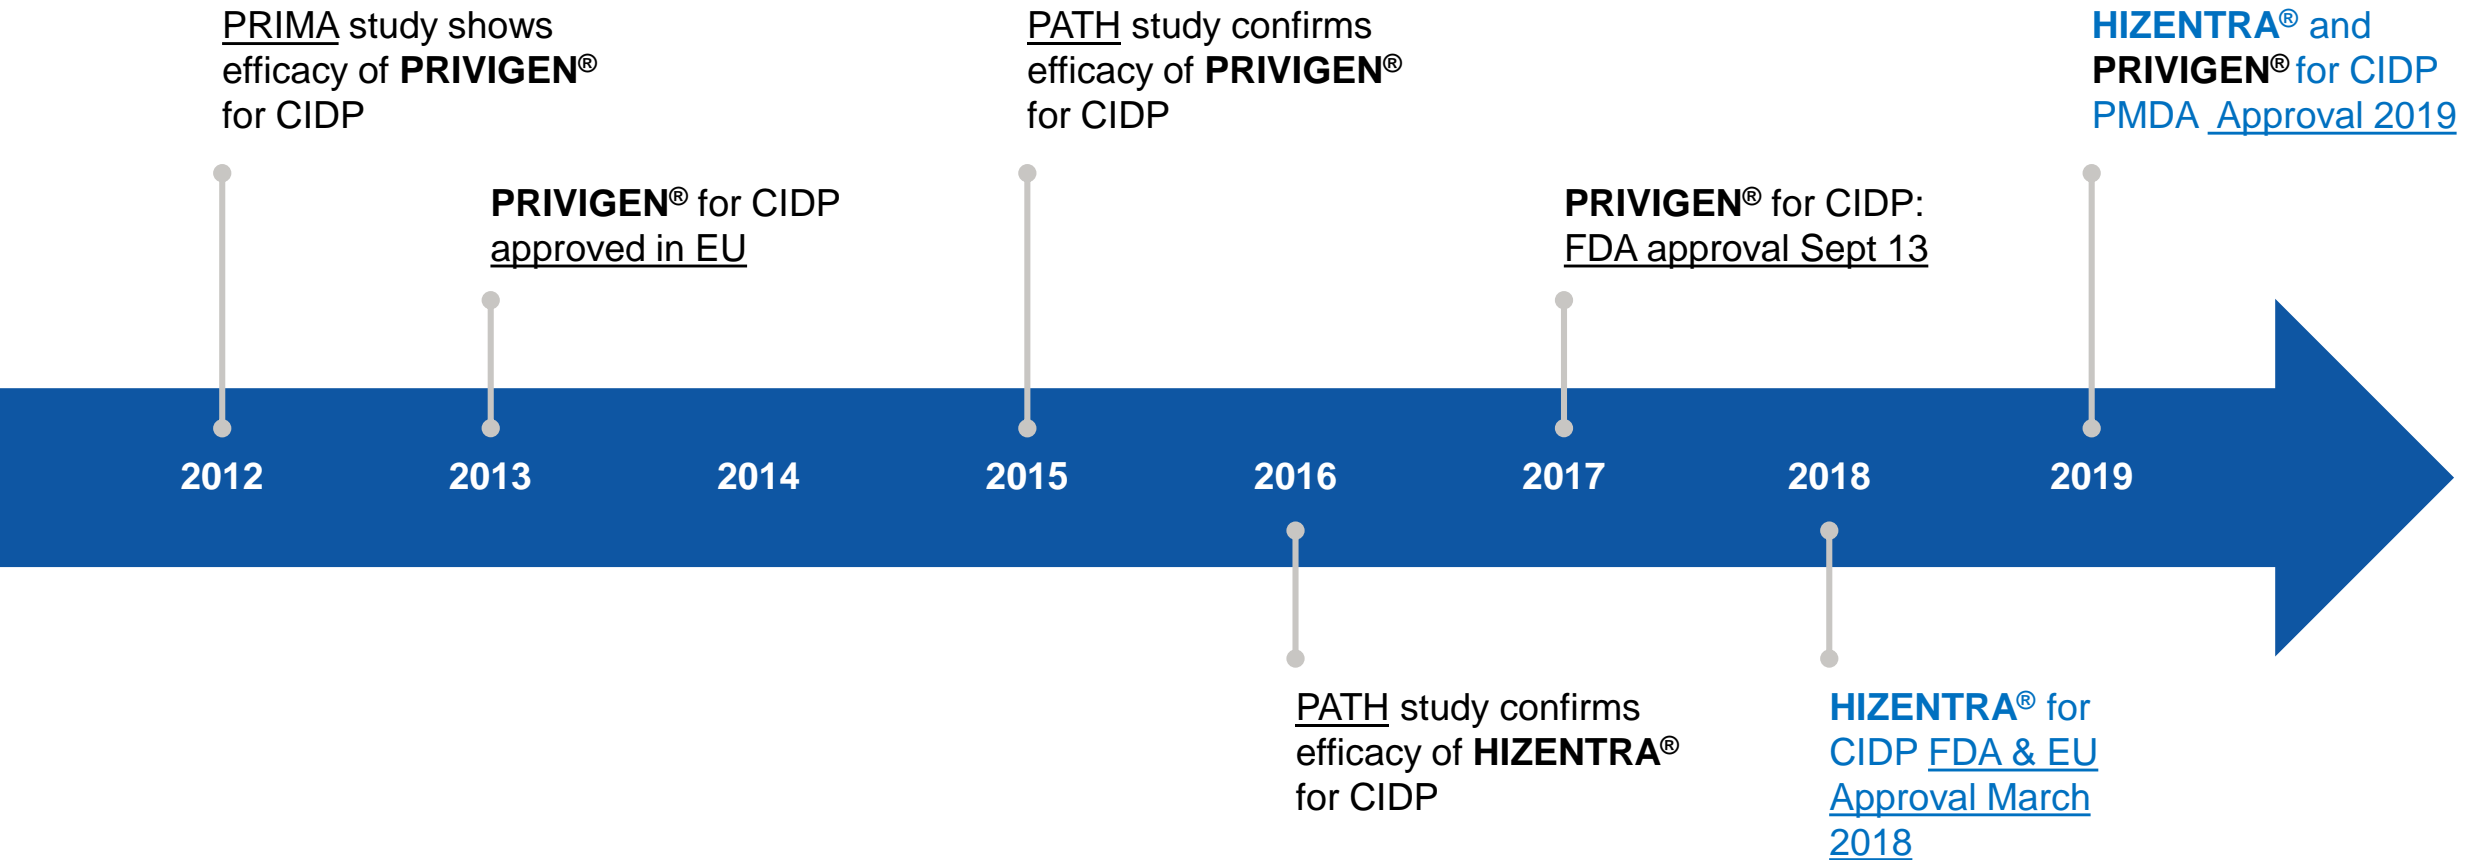 PRIMA study shows
efficacy of PRIVIGEN®
for CIDP
PATH study confirms
efficacy of PRIVIGEN®
for CIDP
HIZENTRA® and
PRIVIGEN® for CIDP
PMDA  Approval 2019
PRIVIGEN® for CIDP
approved in EU
PRIVIGEN® for CIDP:
FDA approval Sept 13
2012
2013
2014
2015
2016
2017
2018
2019
PATH study confirms
efficacy of HIZENTRA®
for CIDP
HIZENTRA® for
CIDP FDA & EU
Approval March
2018